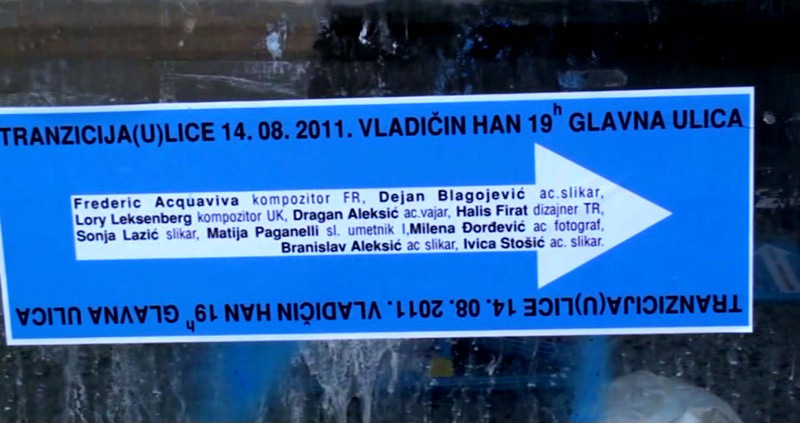 TRANZICIJA(U)LICE 14. 08. 2011. VLADIČIN HAN 19h GLAVNA ULICA
Frederic Acquaviva kompozitor FR, Dejan Blagojević ac.slikar,
Lory Leksenberg kompozitor UK, Dragan Aleksić ac.vajar, Halis Firat dizajner TR,
Sonja Lazić slikar, Matija Paganelli sl. umetnik I,Milena Đorđević ac fotograf,
Branislav Aleksić ac slikar, Ivica Stošić ac. slikar.
TRANZICIJA(U)LICE 14. 08. 2011. VLADIČIN HAN 19h GLAVNA ULICA